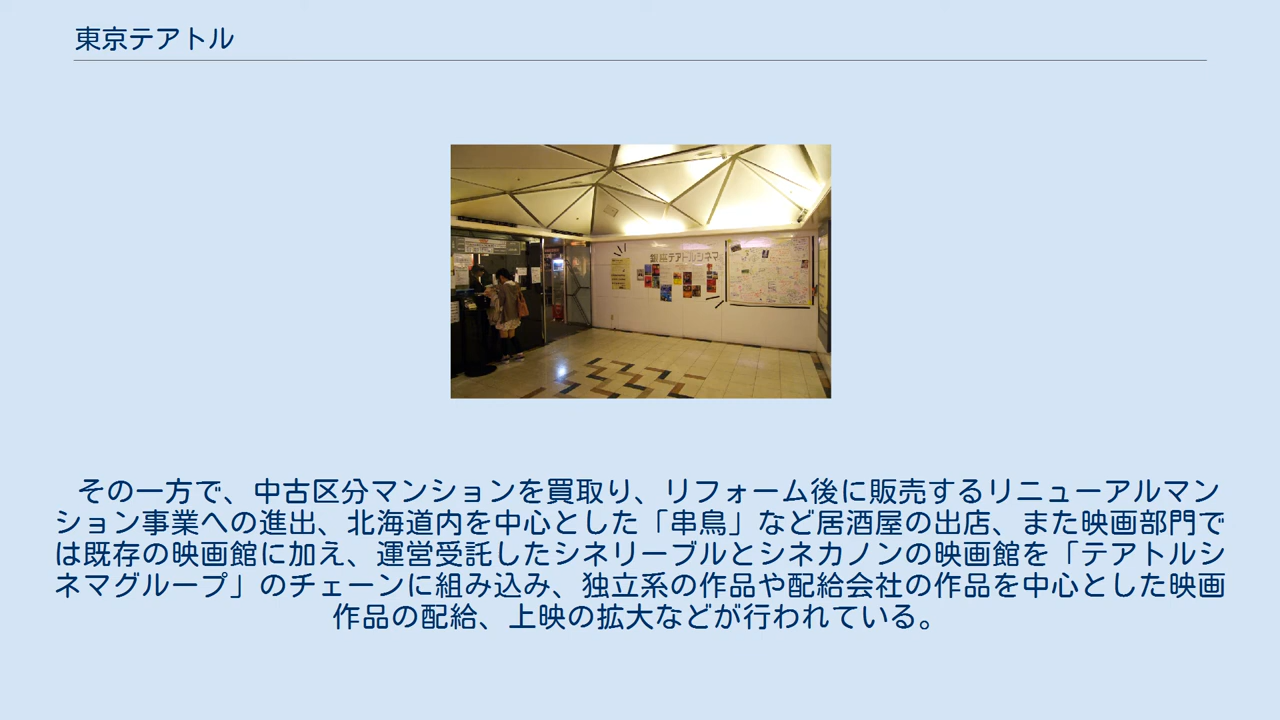 東京テアトル
テアトルシネマ
その一方で、中古区分マンションを買取り、リフォーム後に販売するリニューアルマン
ション事業への進出、北海道内を中心とした「串鳥」など居酒屋の出店、また映画部門で
は既存の映画館に加え、運営受託したシネリーブルとシネカノンの映画館を「テアトルシ
ネマグループ」のチェーンに組み込み、独立系の作品や配給会社の作品を中心とした映画
作品の配給、上映の拡大などが行われている。